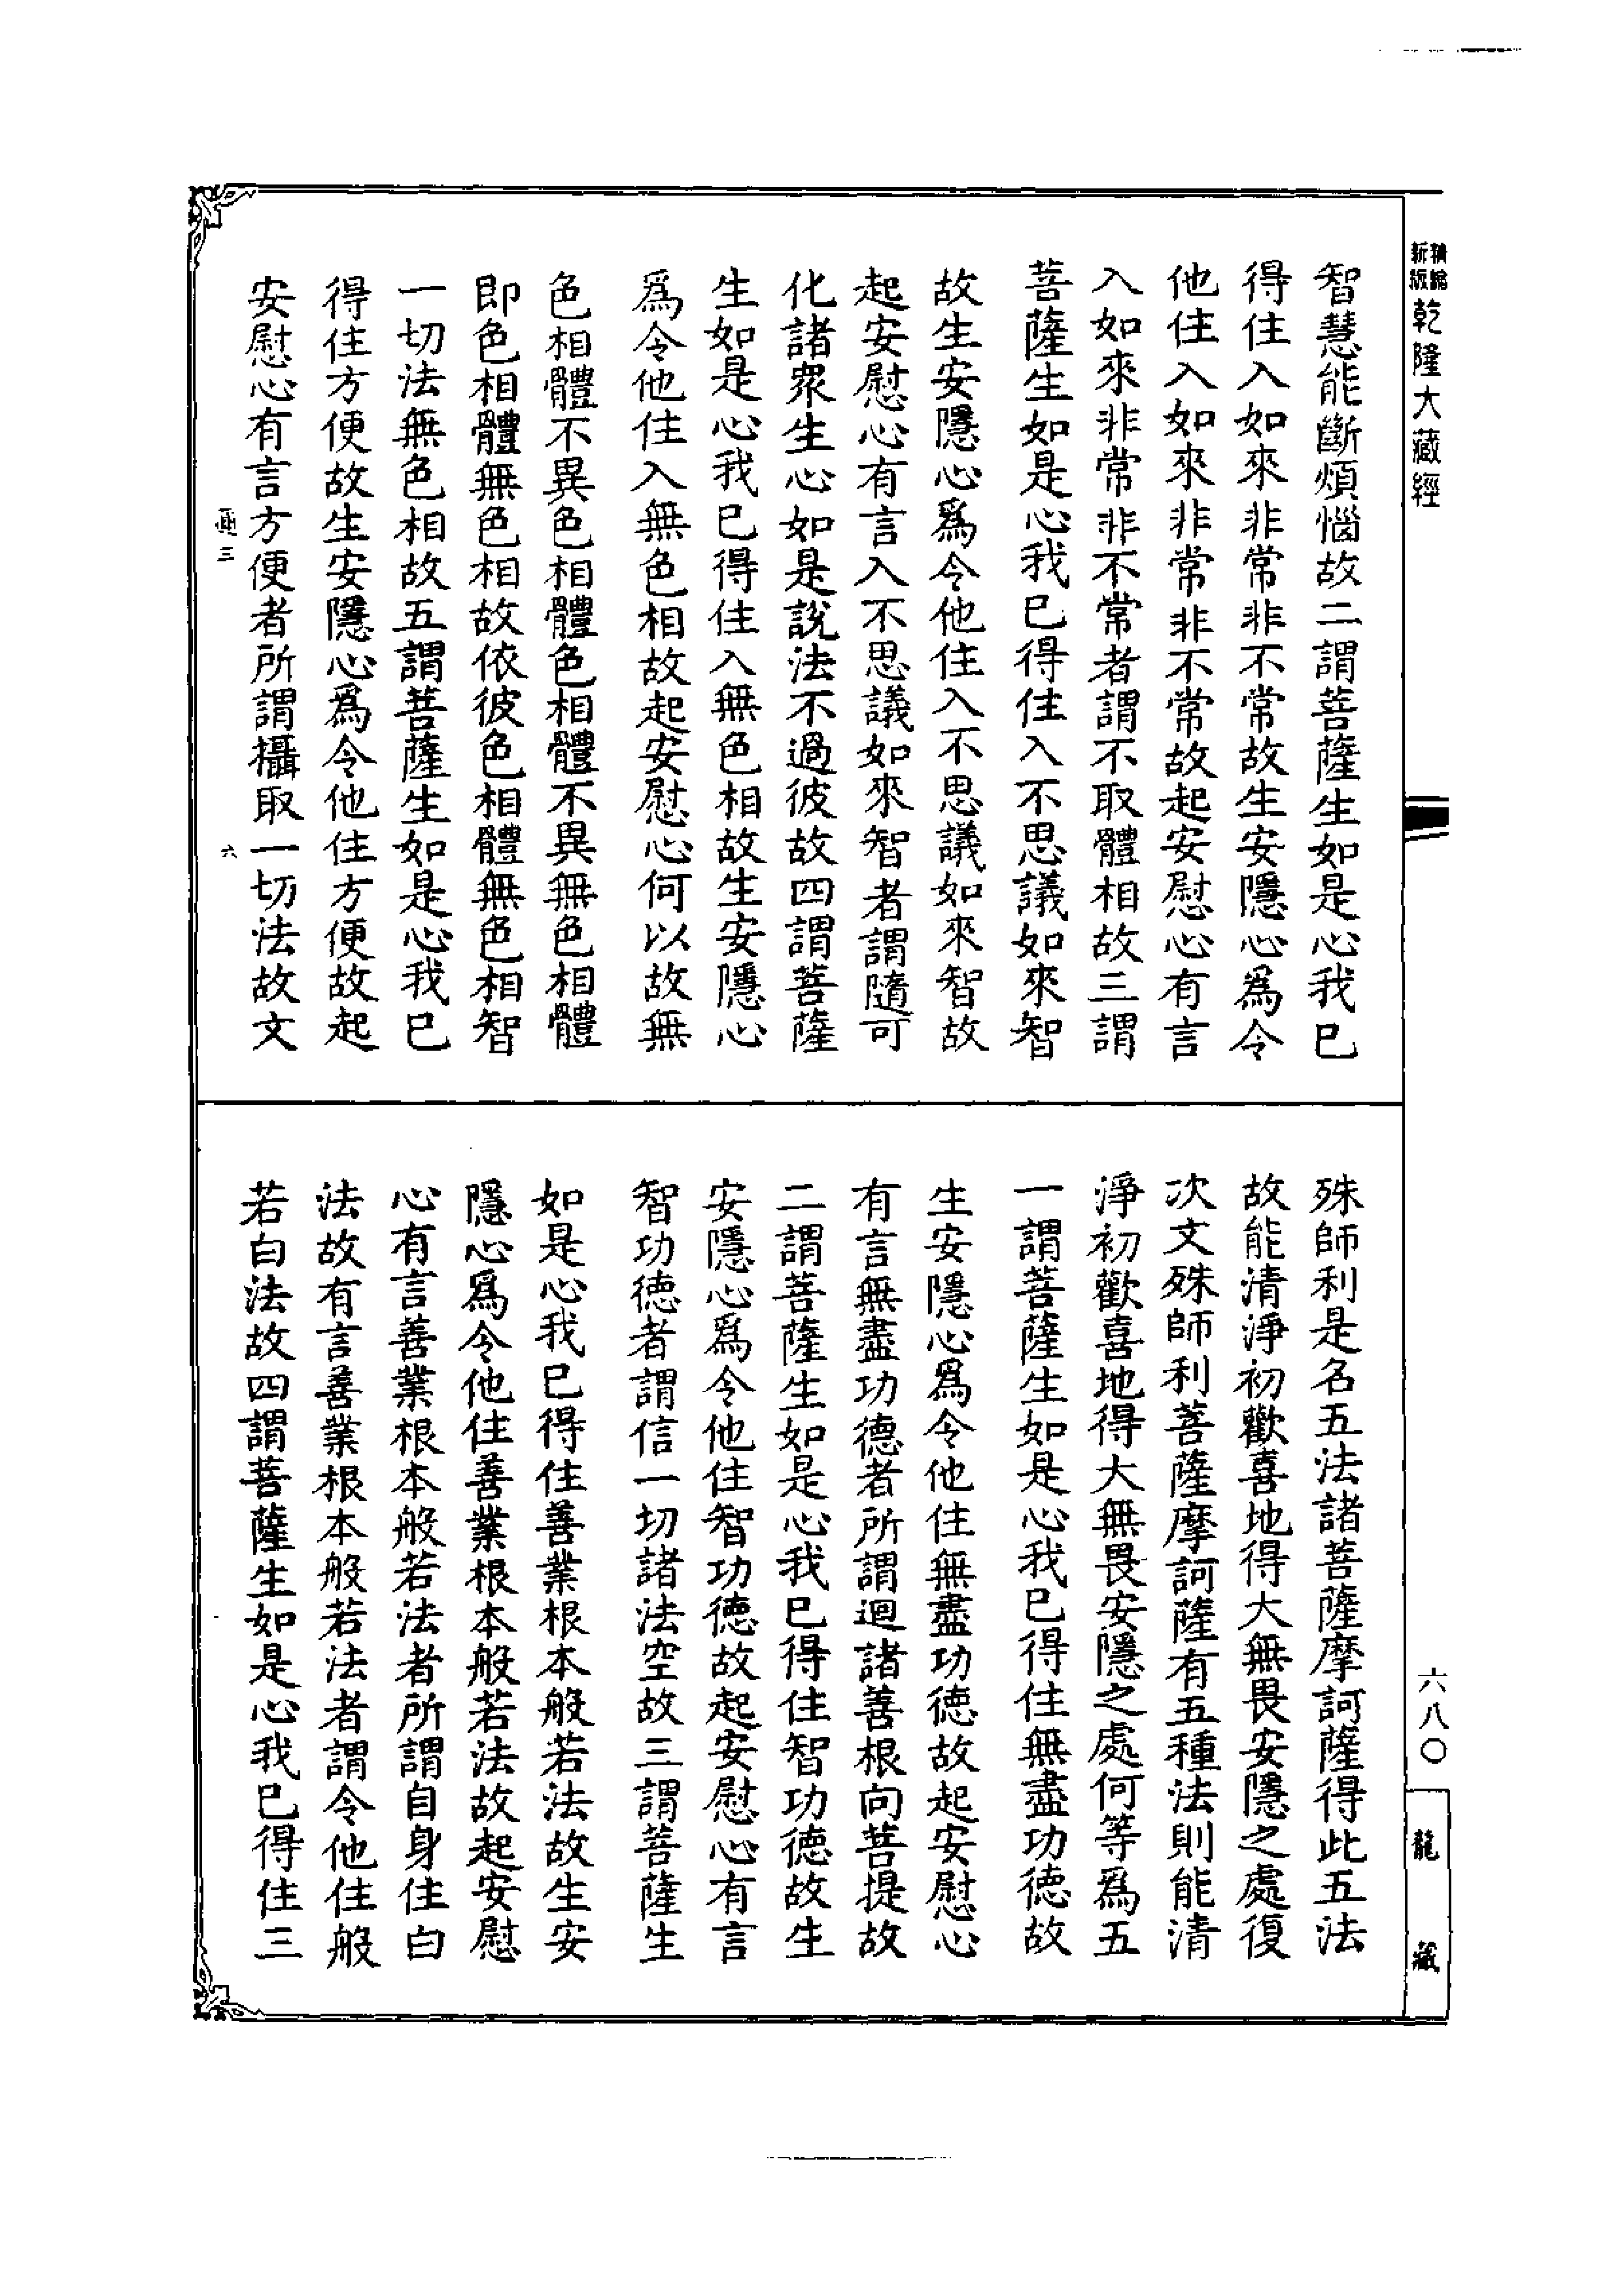 新編縮版
乾隆大藏經
智慧能斷煩惱故二謂菩薩生如是心我已
得住入如來非常非不常故生安隱心爲令
他住入如來非常非不常故起安慰心有言
入如來非常非不常者謂不取體相故三謂
菩薩生如是心我已得住入不思議如來智
故生安隱心爲令他住入不思議如來智故
起安慰心有言入不思議如來智者謂隨可
化諸眾生心如是說法不過彼故四謂菩薩
生如是心我已得住入無色相故生安隱心
爲令他住入無色相故起安慰心何以故無
色相體不異色相體色相體不異無色相體
即色相體無色相故依彼色相體無色相智
一切法無色相故五謂菩薩生如是心我已
得住方便故生安隱心爲令他住方便故起
安慰心有言方便者所謂攝取一切法故文
三
六
殊師利是名五法諸菩薩摩訶薩得此五法
故能清淨初歡喜地得大無畏安隱之處復
次文殊師利菩薩摩訶薩有五種法則能清
淨初歡喜地得大無畏安隱之處何等爲五
一謂菩薩生如是心我已得住無盡功德故
生安隱心爲令他住無盡功德故起安慰心
有言無盡功德者所謂迴諸善根向菩提故
二謂菩薩生如是心我已得住智功德故生
安隱心爲令他住智功德故起安慰心有言
智功德者謂信一切諸法空故三謂菩薩生
如是心我已得住善業根本般若法故生安
隱心爲令他住善業根本般若法故起安慰
心有言善業根本般若法者所謂自身住白
法故有言善業根本般若法者謂令他住般
若白法故四謂菩薩生如是心我已得住三
六八〇
龍藏